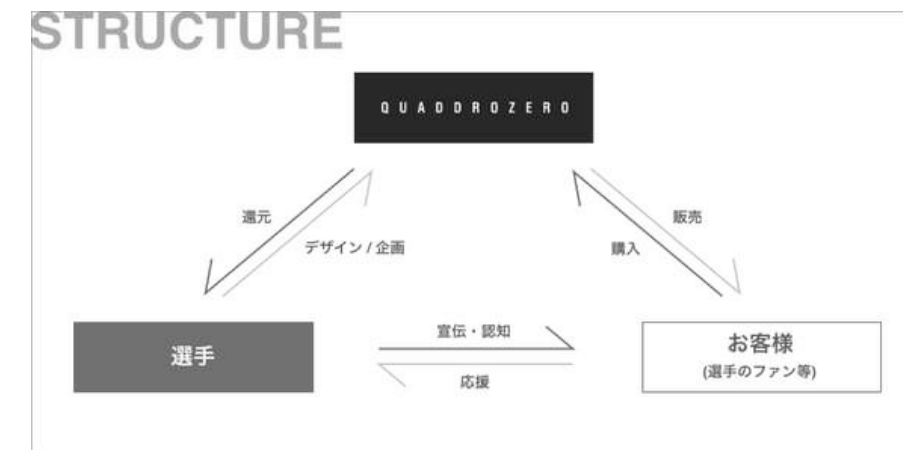 STRUCTURE
QUADDROZERO
還元
販売
デザイン / 企画
購入
宣伝・認知
選手
お客様
(選手のファン等)
応援